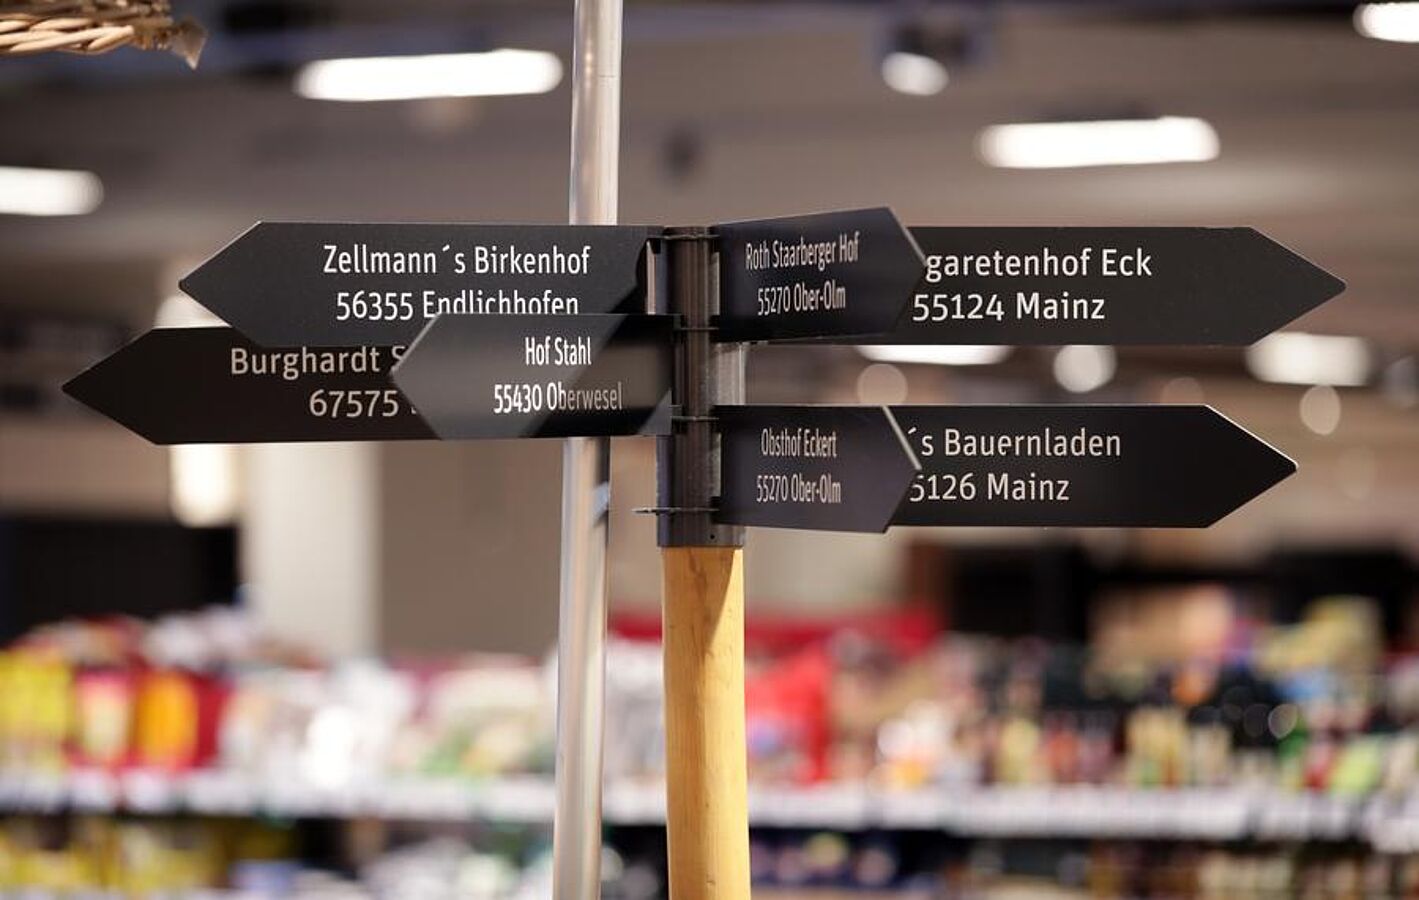 Zellmann´s Birkenhof
56355 Endlichhofen
Roth Staarberger Hof
55270 Ober-Olm
garetenhof Eck
55124 Mainz
Burghardt S
67575
Hof Stahl
55430 Oberwesel
Obsthof Eckert
55270 Ober-Olm
´s Bauernladen
5126 Mainz